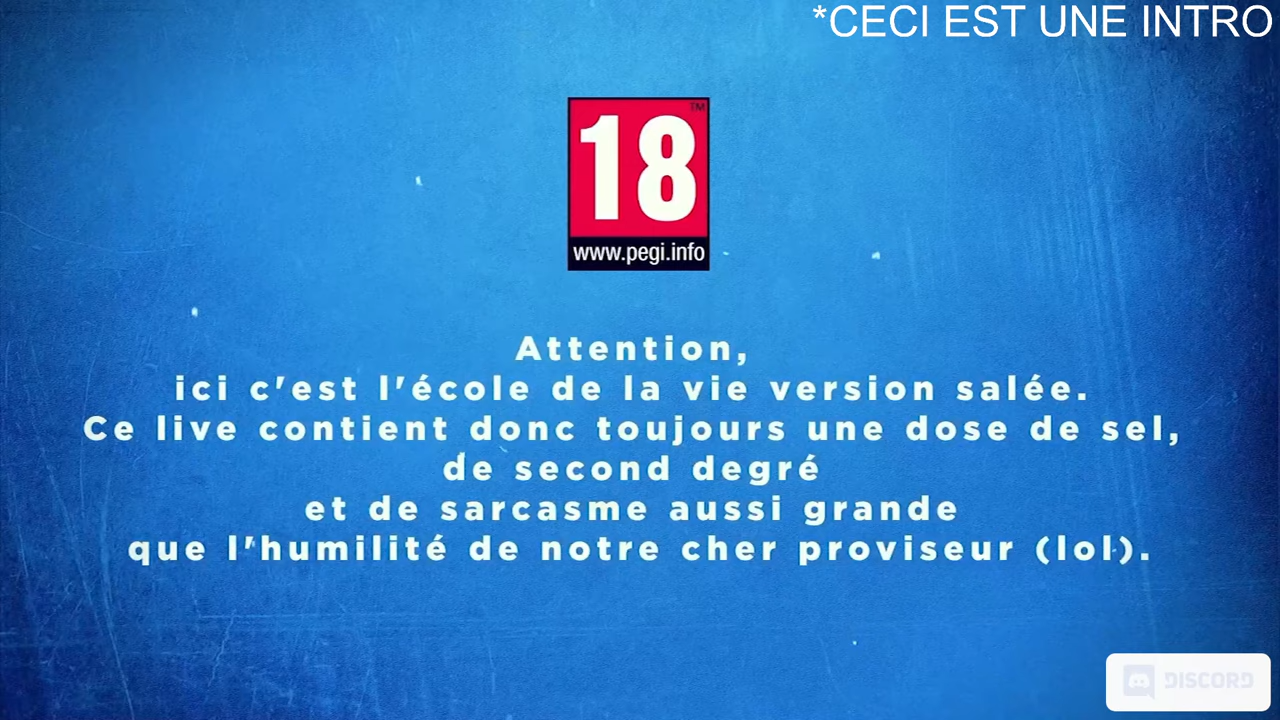 *CECI EST UNE INTRO
18
TM
www.pegi.info
Attention,
ici c'est l'école de la vie version salée.
Ce live contient donc toujours une dose de sel,
de second degré
et de sarcasme aussi grande
que l'humilité de notre cher proviseur (lol).
DISCORD